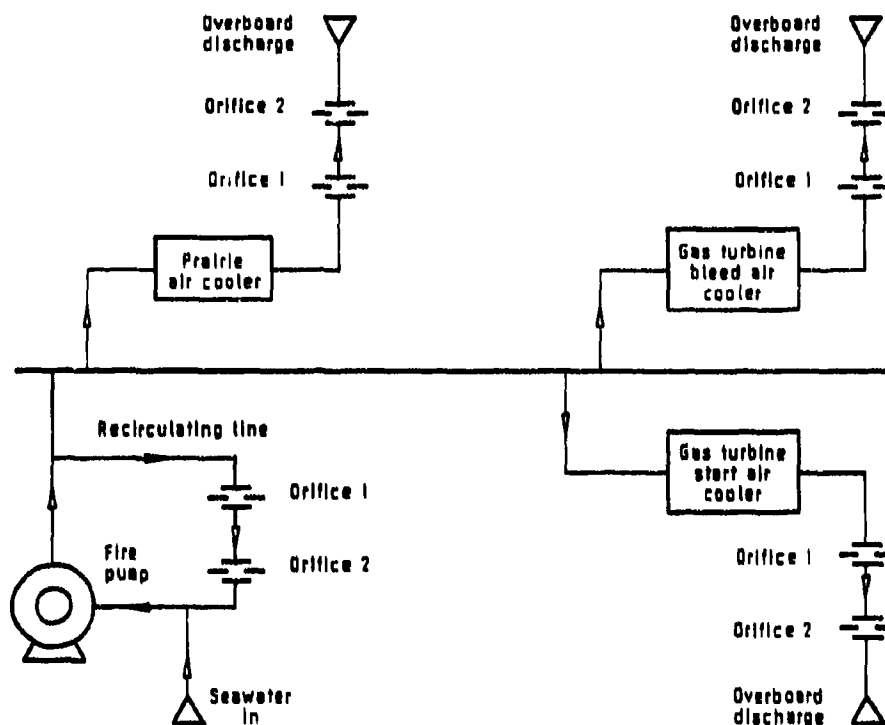 Overboard
discharge
Orifice 2
Orifice 1
Prairie
air cooler
Overboard
discharge
Orifice 2
Orifice 1
Gas turbine
bleed air
cooler
Recirculating line
Orifice 1
Orifice 2
Fire
pump
Seawater
in
Gas turbine
start air
cooler
Orifice 1
Orifice 2
Overboard
discharge